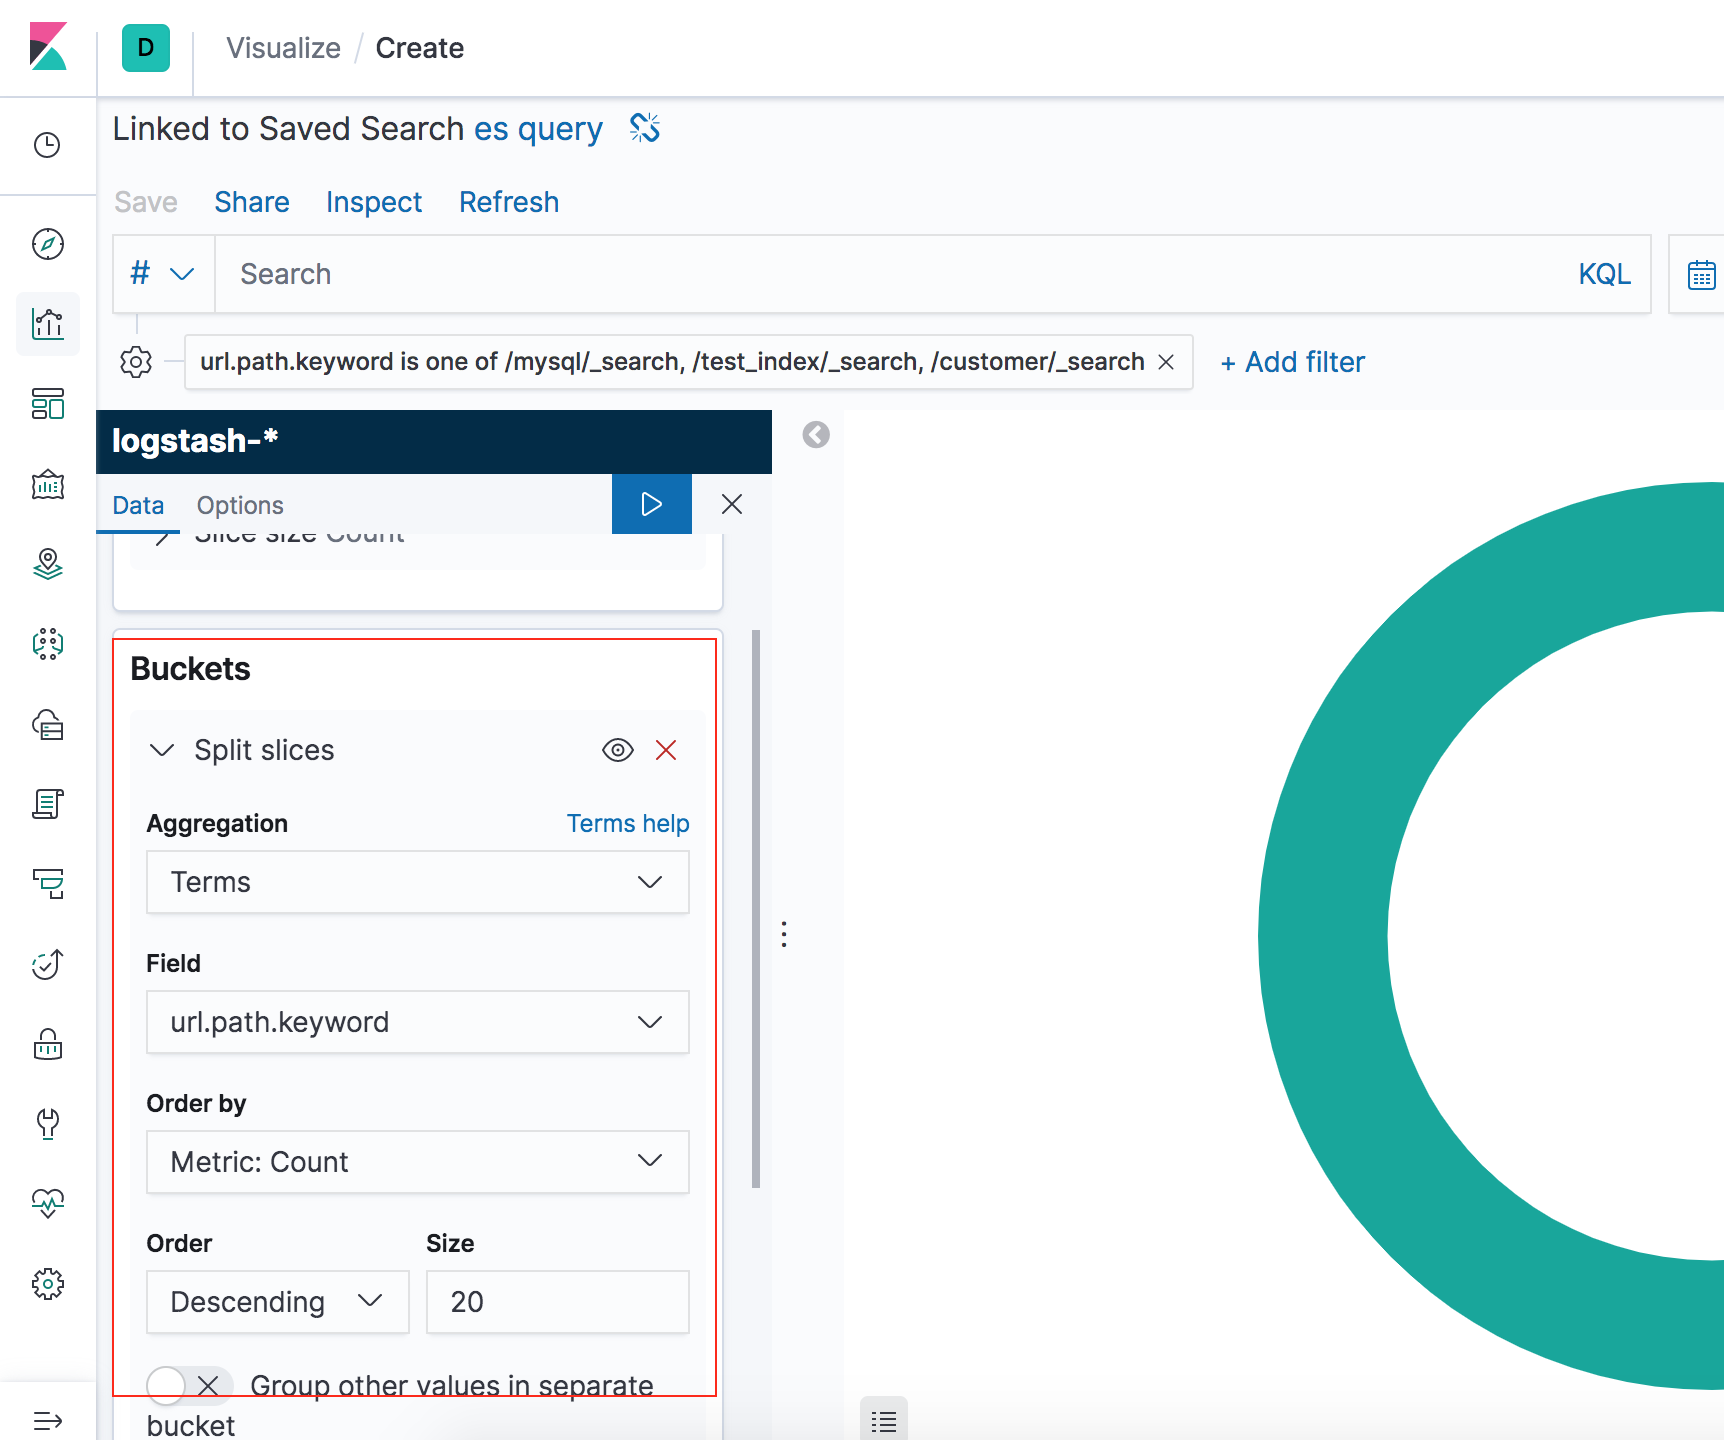 D Visualize / Create
Linked to Saved Search es query
Save Share Inspect Refresh
# Search KQL
url.path.keyword is one of /mysql/_search, /test_index/_search, /customer/_search + Add filter
logstash-*
Data Options
Slice size Count
Buckets
Split slices
Aggregation Terms help
Terms
Field
url.path.keyword
Order by
Metric: Count
Order Size
Descending 20
Group other values in separate
bucket